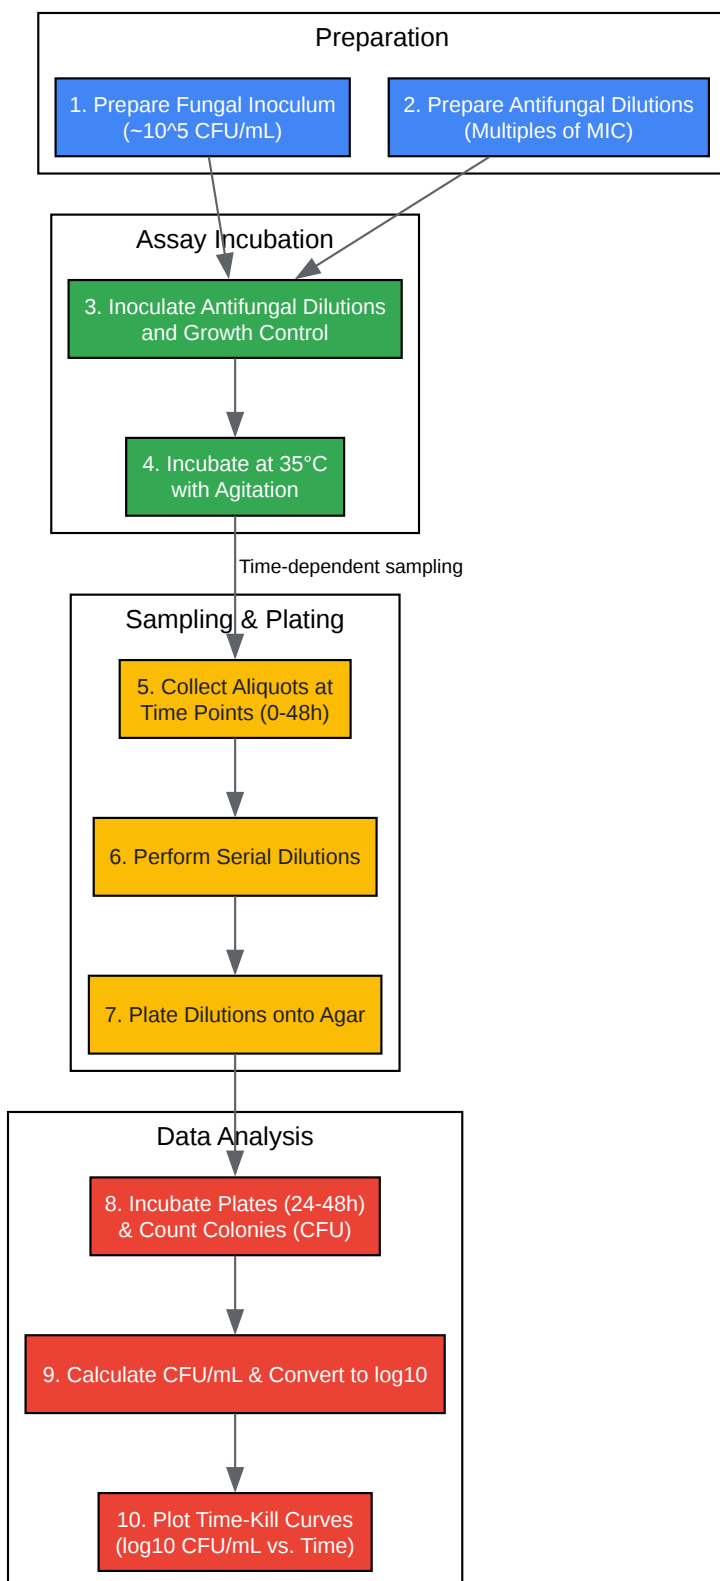 Preparation
1. Prepare Fungal Inoculum
(~10^5 CFU/mL)
2. Prepare Antifungal Dilutions
(Multiples of MIC)
Assay Incubation
3. Inoculate Antifungal Dilutions
and Growth Control
4. Incubate at 35°C
with Agitation
Time-dependent sampling
Sampling & Plating
5. Collect Aliquots at
Time Points (0-48h)
6. Perform Serial Dilutions
7. Plate Dilutions onto Agar
Data Analysis
8. Incubate Plates (24-48h)
& Count Colonies (CFU)
9. Calculate CFU/mL & Convert to log10
10. Plot Time-Kill Curves
(log10 CFU/mL vs. Time)